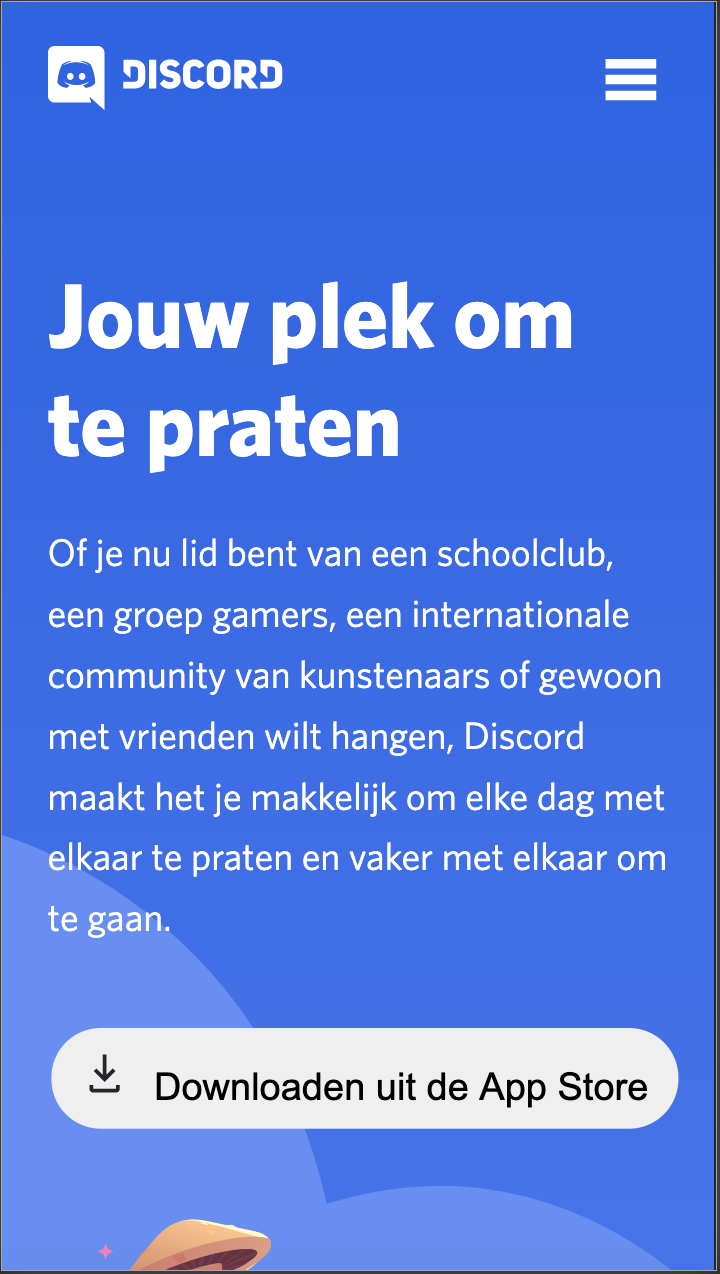 DISCORD
Jouw plek om
te praten
Of je nu lid bent van een schoolclub,
een groep gamers, een internationale
community van kunstenaars of gewoon
met vrienden wilt hangen, Discord
maakt het je makkelijk om elke dag met
elkaar te praten en vaker met elkaar om
te gaan.
Downloaden uit de App Store